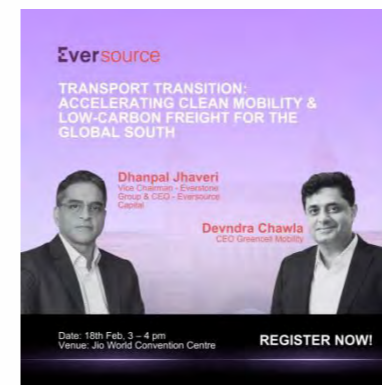 Eversource
TRANSPORT TRANSITION:
ACCELERATING CLEAN MOBILITY &
LOW-CARBON FREIGHT FOR THE
GLOBAL SOUTH
Dhanpal Jhaveri
Vice Chairman - Everstone
Group & CEO - Eversource
Capital
Devndra Chawla
CEO Greencell Mobility
Date: 18th Feb, 3 – 4 pm
Venue: Jio World Convention Centre
REGISTER NOW!